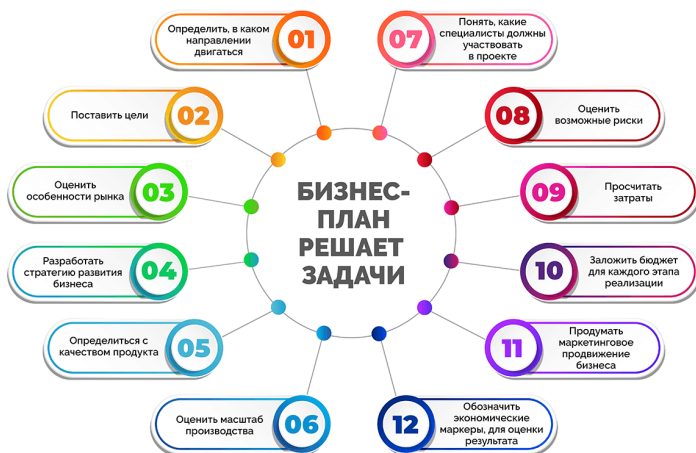 БИЗНЕС-
ПЛАН
РЕШАЕТ
ЗАДАЧИ
01
Определить, в каком
направлении
двигаться
02
Поставить цели
03
Оценить
особенности рынка
04
Разработать
стратегию развития
бизнеса
05
Определиться с
качеством продукта
06
Оценить масштаб
производства
07
Понять, какие
специалисты должны
участвовать
в проекте
08
Оценить
возможные риски
09
Просчитать
затраты
10
Заложить бюджет
для каждого этапа
реализации
11
Продумать
маркетинговое
продвижение
бизнеса
12
Обозначить
экономические
маркеры, для оценки
результата